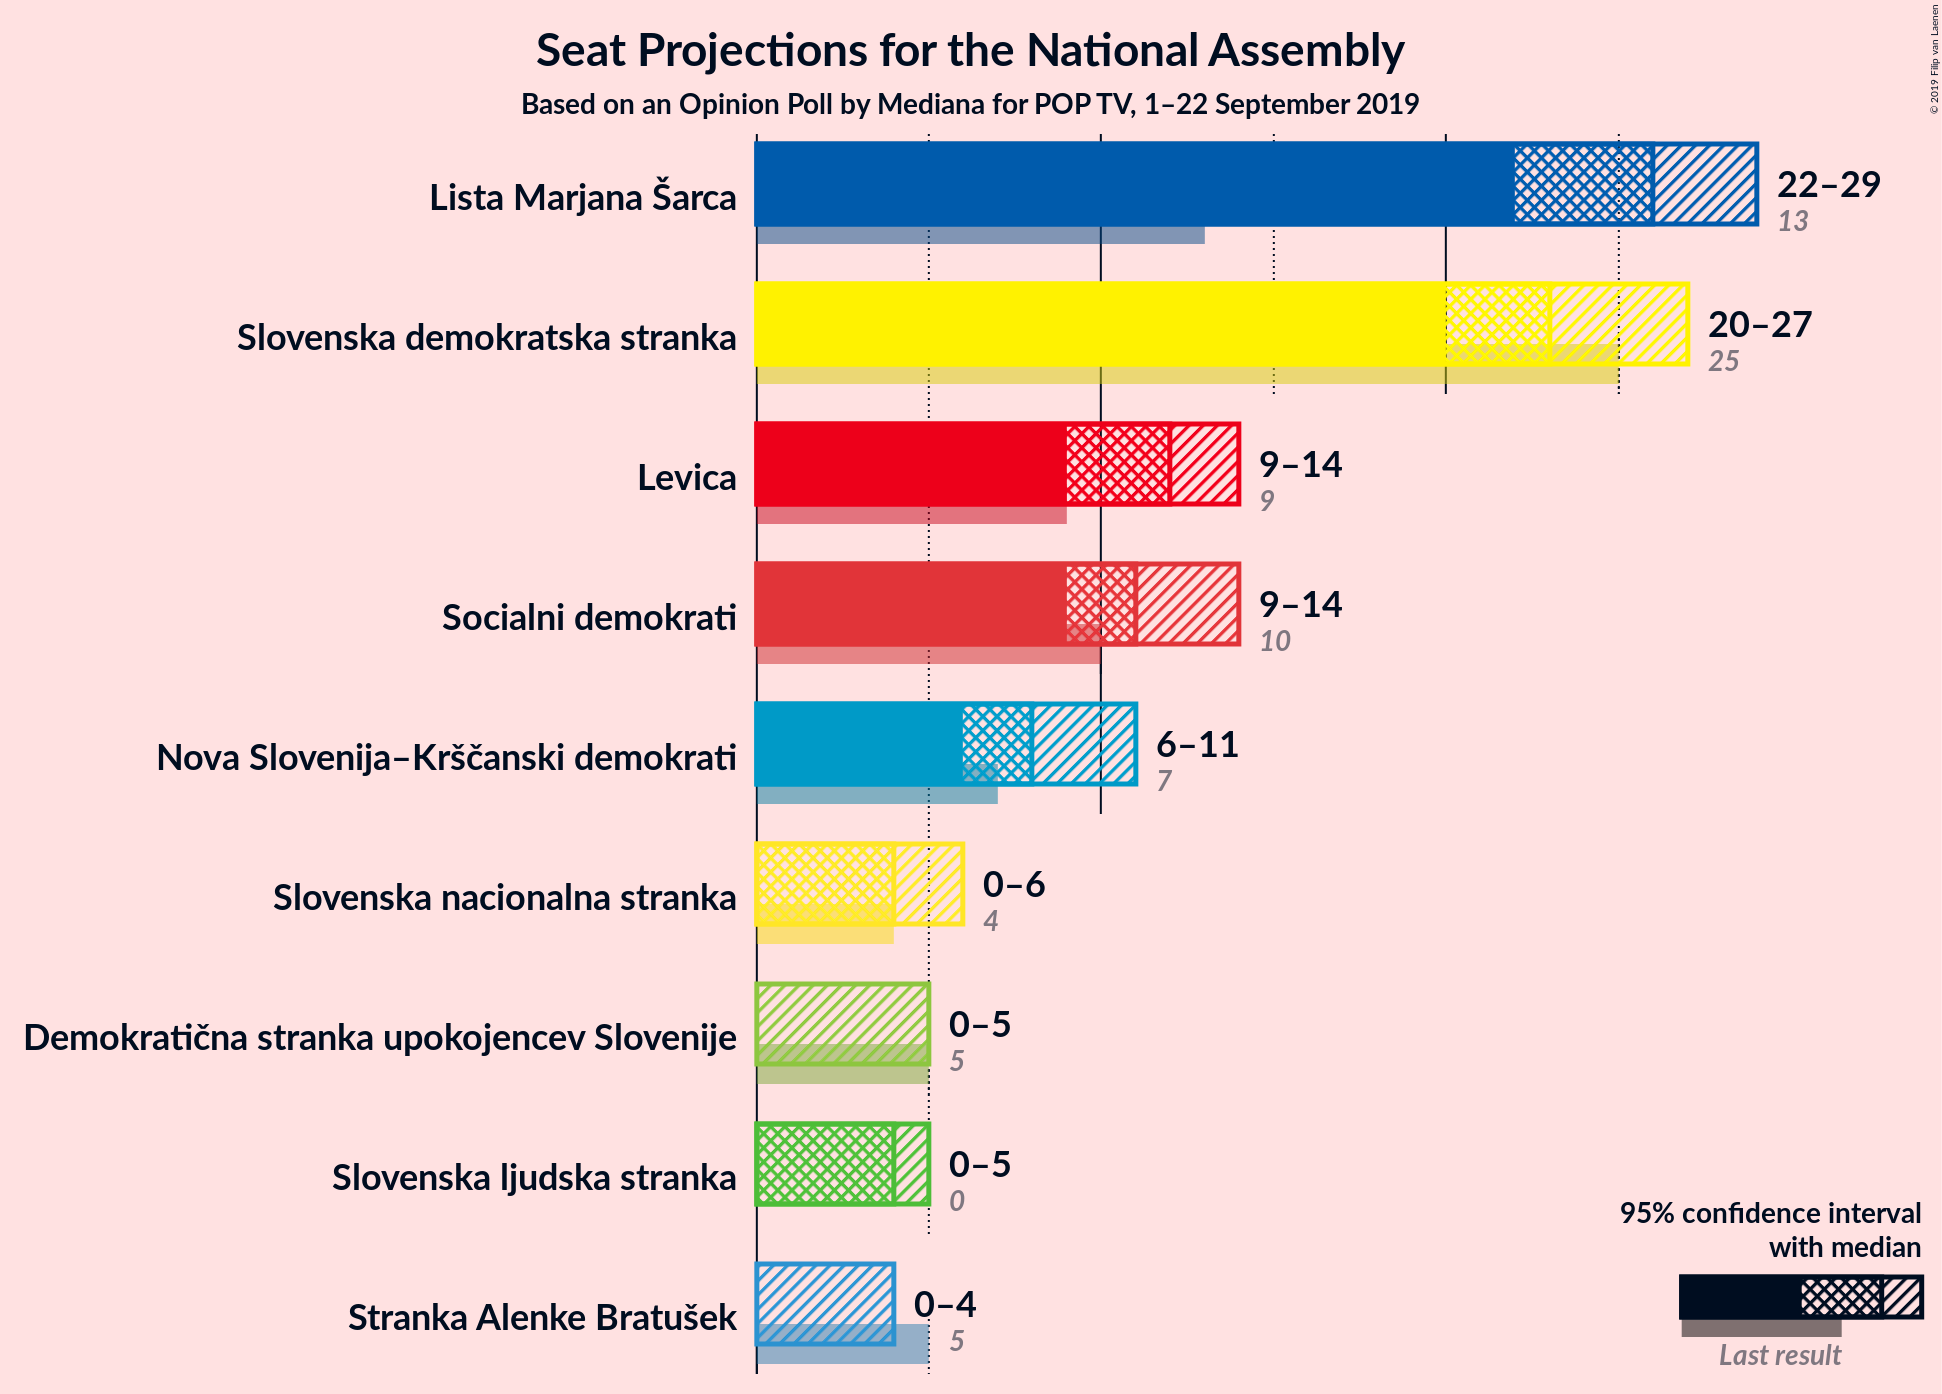 © 2019 Filip van Laenen
Seat Projections for the National Assembly
Based on an Opinion Poll by Mediana for POP TV, 1–22 September 2019
Lista Marjana Šarca
22–29
13
Slovenska demokratska stranka
20–27
25
Levica
9–14
9
Socialni demokrati
9–14
10
Nova Slovenija–Krščanski demokrati
6–11
7
Slovenska nacionalna stranka
0–6
4
Demokratična stranka upokojencev Slovenije
0–5
5
Slovenska ljudska stranka
0–5
0
Stranka Alenke Bratušek
0–4
5
95% confidence interval
with median
Last result